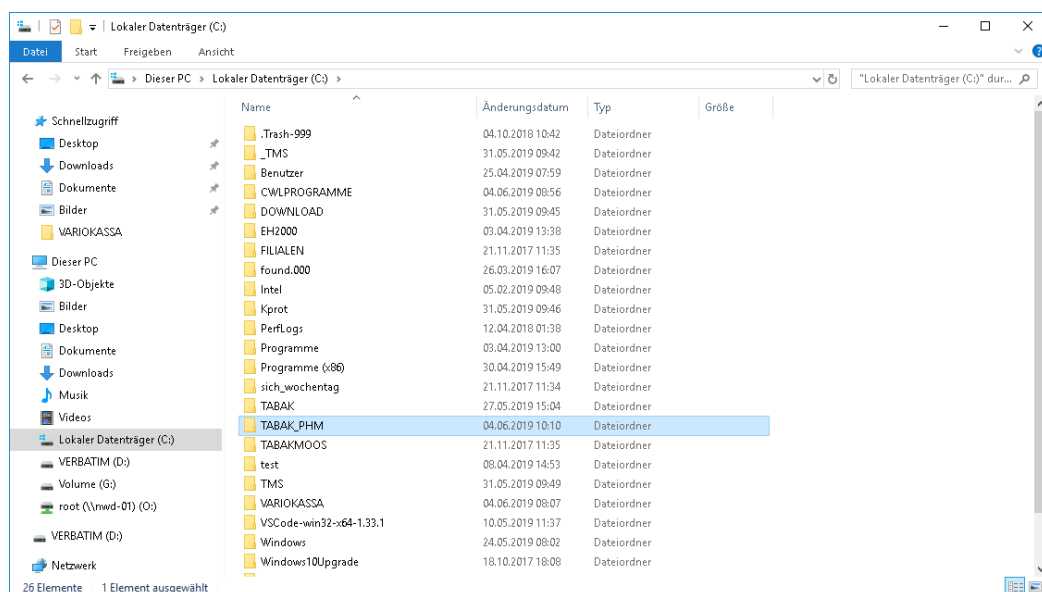 Lokaler Datenträger (C:)
Datei Start Freigeben Ansicht
Dieser PC Lokaler Datenträger (C:)
"Lokaler Datenträger (C:)" dur...
Schnellzugriff
Desktop
Downloads
Dokumente
Bilder
VARIOKASSA
Dieser PC
3D-Objekte
Bilder
Desktop
Dokumente
Downloads
Musik
Videos
Lokaler Datenträger (C:)
VERBATIM (D:)
Volume (G:)
root (\\nwd-01) (O:)
VERBATIM (D:)
Netzwerk
Name Änderungsdatum Typ Größe
.Trash-999 04.10.2018 10:42 Dateiordner
_TMS 31.05.2019 09:42 Dateiordner
Benutzer 25.04.2019 07:59 Dateiordner
CWLPROGRAMME 04.06.2019 08:56 Dateiordner
DOWNLOAD 31.05.2019 09:45 Dateiordner
EH2000 03.04.2019 13:38 Dateiordner
FILIALEN 21.11.2017 11:35 Dateiordner
found.000 26.03.2019 16:07 Dateiordner
Intel 05.02.2019 09:48 Dateiordner
Kprot 31.05.2019 09:46 Dateiordner
PerfLogs 12.04.2018 01:38 Dateiordner
Programme 03.04.2019 13:00 Dateiordner
Programme (x86) 30.04.2019 15:49 Dateiordner
sich_wochentag 21.11.2017 11:34 Dateiordner
TABAK 27.05.2019 15:04 Dateiordner
TABAK_PHM 04.06.2019 10:10 Dateiordner
TABAKMOOS 21.11.2017 11:35 Dateiordner
test 08.04.2019 14:53 Dateiordner
TMS 31.05.2019 09:49 Dateiordner
VARIOKASSA 04.06.2019 08:07 Dateiordner
VSCode-win32-x64-1.33.1 10.05.2019 11:37 Dateiordner
Windows 24.05.2019 08:02 Dateiordner
Windows10Upgrade 18.10.2017 18:08 Dateiordner
26 Elemente 1 Element ausgewählt